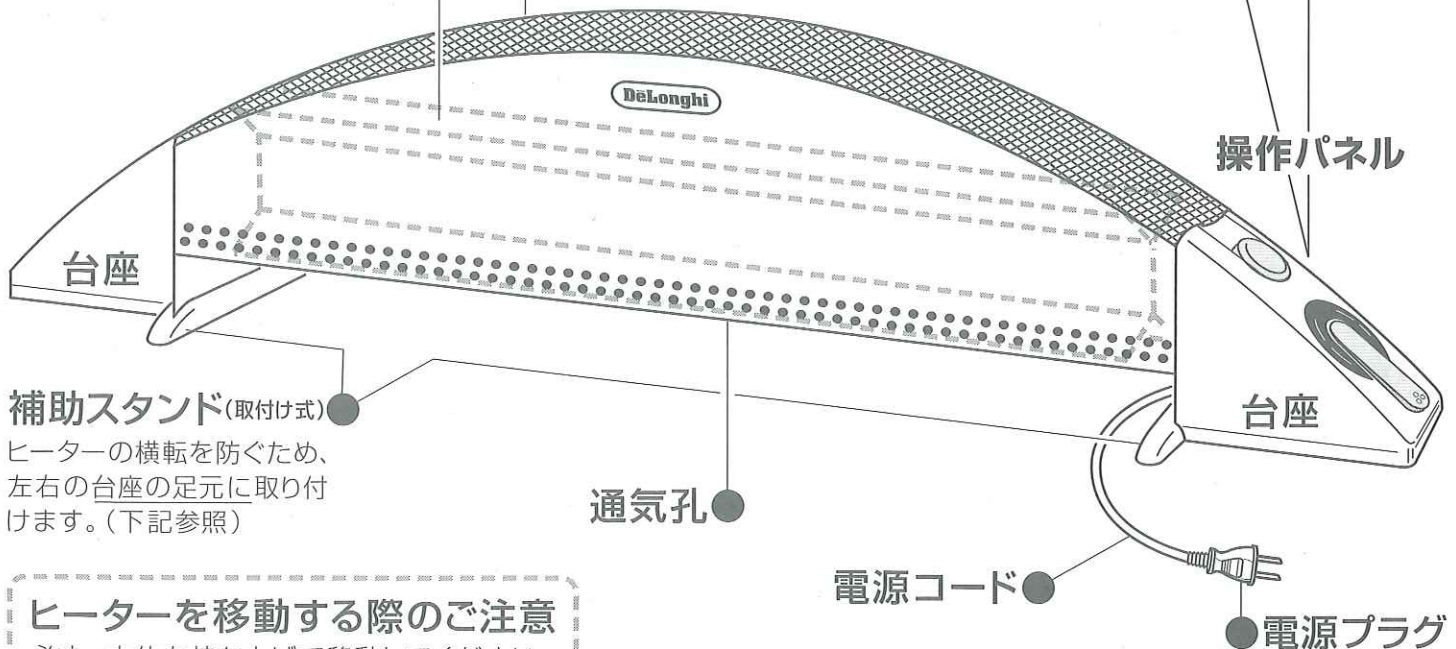 DeLonghi
操作パネル
台座
補助スタンド(取付け式)●
ヒーターの横転を防ぐため、
左右の台座の足元に取り付
けます。(下記参照)
台座
通気孔●
電源コード●
●電源プラグ
ヒーターを移動する際のご注意